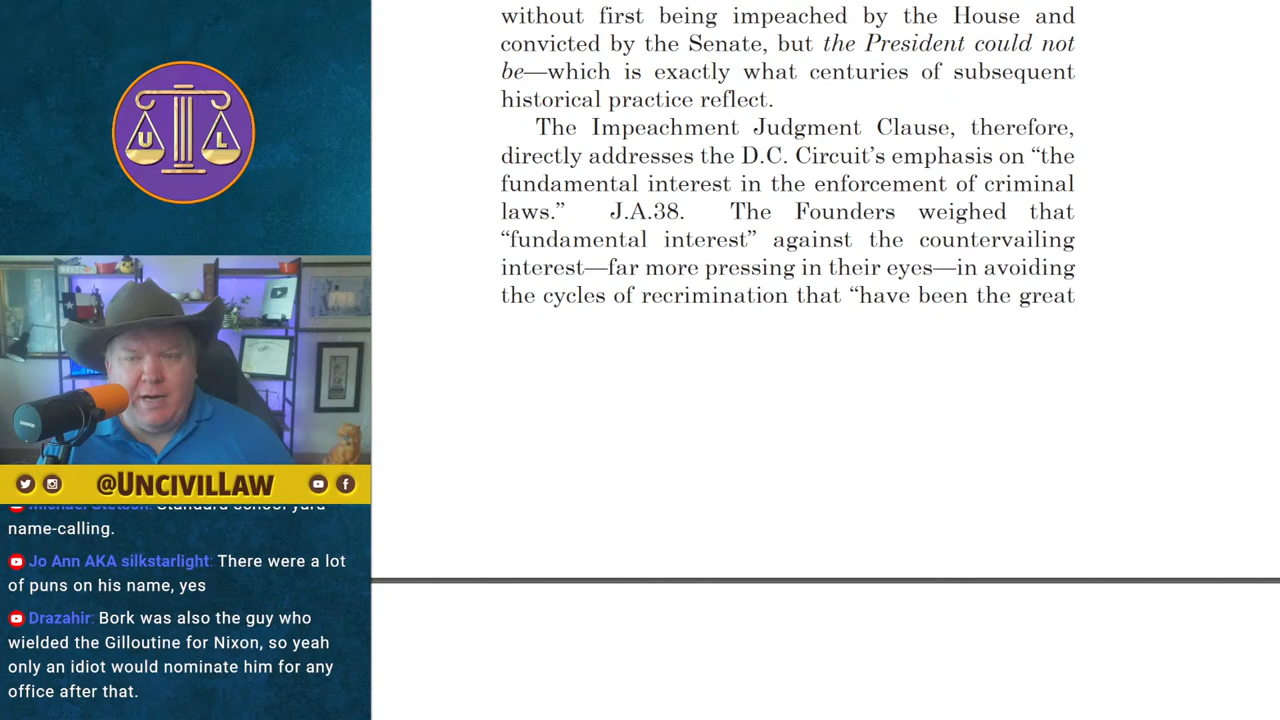 without first being impeached by the House and
convicted by the Senate, but the President could not
be—which is exactly what centuries of subsequent
historical practice reflect.
The Impeachment Judgment Clause, therefore,
directly addresses the D.C. Circuit’s emphasis on “the
fundamental interest in the enforcement of criminal
laws.” J.A.38. The Founders weighed that
“fundamental interest” against the countervailing
interest—far more pressing in their eyes—in avoiding
the cycles of recrimination that “have been the great
U L
@UNCIVILLAW
Michael Stetson: Standard school yard
name-calling.
Jo Ann AKA silkstarlight: There were a lot
of puns on his name, yes
Drazahir: Bork was also the guy who
wielded the Gilloutine for Nixon, so yeah
only an idiot would nominate him for any
office after that.